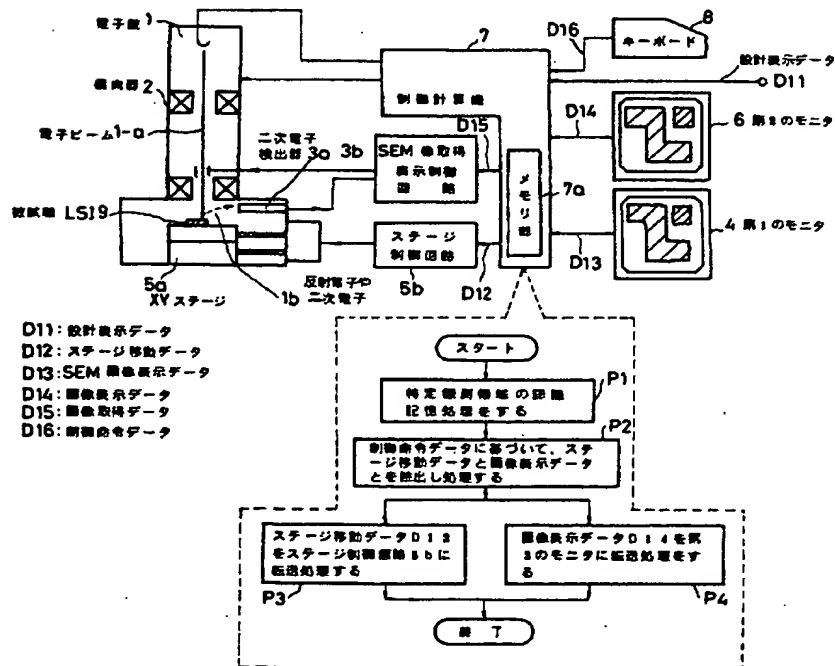 電子銃 1
偏向器 2
電子ビーム 1-a
二次電子
検出器 3a
3b
SEM像取得
表示制御
回路
ステージ
制御回路
5b
被試験 LSI 9
5a
XYステージ
1b
反射電子や
二次電子
7
制御計算機
メモリ部
7a
D15
D12
D16
8
キーボード
設計表示データ
D11
D14
6 第2のモニタ
D13
4 第1のモニタ
D11:設計表示データ
D12:ステージ移動データ
D13:SEM画像表示データ
D14:画像表示データ
D15:画像取得データ
D16:制御命令データ
スタート
P1
特定観測領域の認識
記憶処理をする
P2
制御命令データに基づいて、ステ
ージ移動データと画像表示データ
とを読出し処理する
ステージ移動データD12
をステージ制御回路5bに
転送処理する
P3
画像表示データD14を第
2のモニタに転送処理をす
る
P4
終了